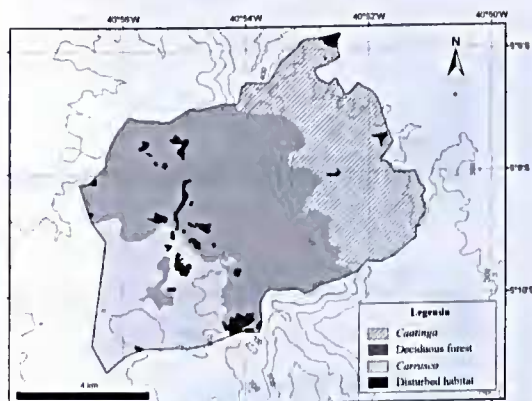 40°56'W 40°54'W 40°52'W 40°50'W
N
Legenda
Caatinga
Deciduous forest
Carrasco
Disturbed habitat
4 km